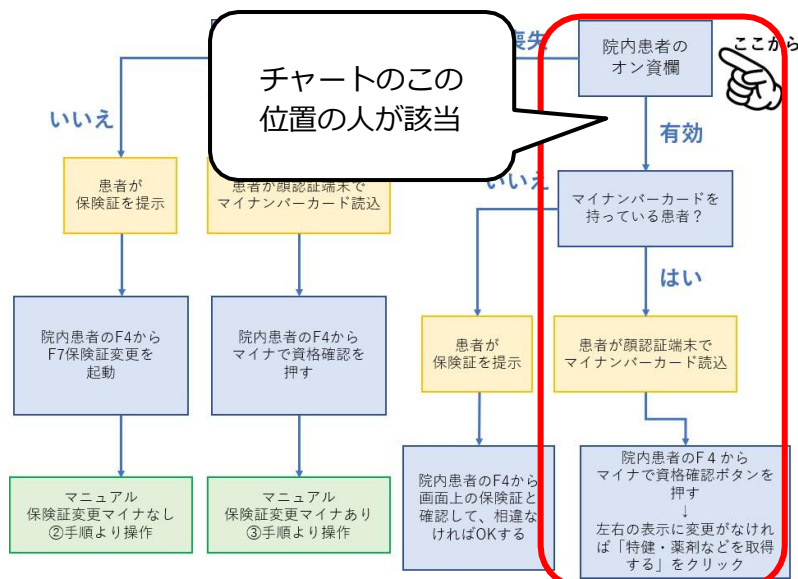 チャートのこの
位置の人が該当
喪失
院内患者の
オン資欄
ここから
いいえ
有効
患者が
保険証を提示
患者が顔認証端末で
マイナンバーカード読込
いいえ
マイナンバーカードを
持っている患者？
はい
院内患者のF4から
F7保険証変更を
起動
院内患者のF4から
マイナで資格確認を
押す
患者が
保険証を提示
患者が顔認証端末で
マイナンバーカード読込
マニュアル
保険証変更マイナなし
②手順より操作
マニュアル
保険証変更マイナあり
③手順より操作
院内患者のF4から
画面上の保険証と
確認して、相違な
ければOKする
院内患者のF４から
マイナで資格確認ボタンを
押す
↓
左右の表示に変更がなけれ
ば「特健・薬剤などを取得
する」をクリック